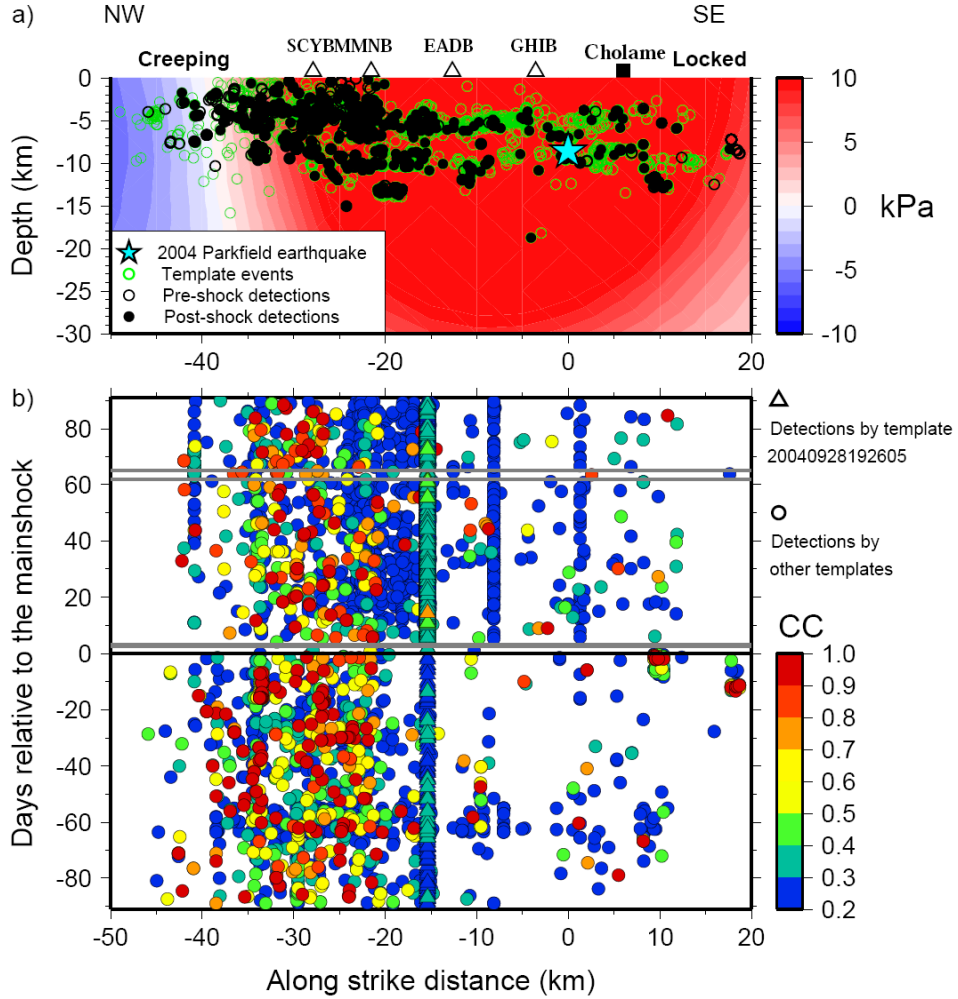 a)
NW
SE
SCYBMMNB
EADB
GHIB
Cholame
Creeping
Locked
0
-5
-10
-15
-20
-25
-30
Depth (km)
2004 Parkfield earthquake
Template events
Pre-shock detections
Post-shock detections
-40
-20
0
20
10
5
0
-5
-10
kPa
b)
80
60
40
20
0
-20
-40
-60
-80
Days relative to the mainshock
-50
-40
-30
-20
-10
0
10
20
Along strike distance (km)
Detections by template
20040928192605
Detections by
other templates
CC
1.0
0.9
0.8
0.7
0.6
0.5
0.4
0.3
0.2